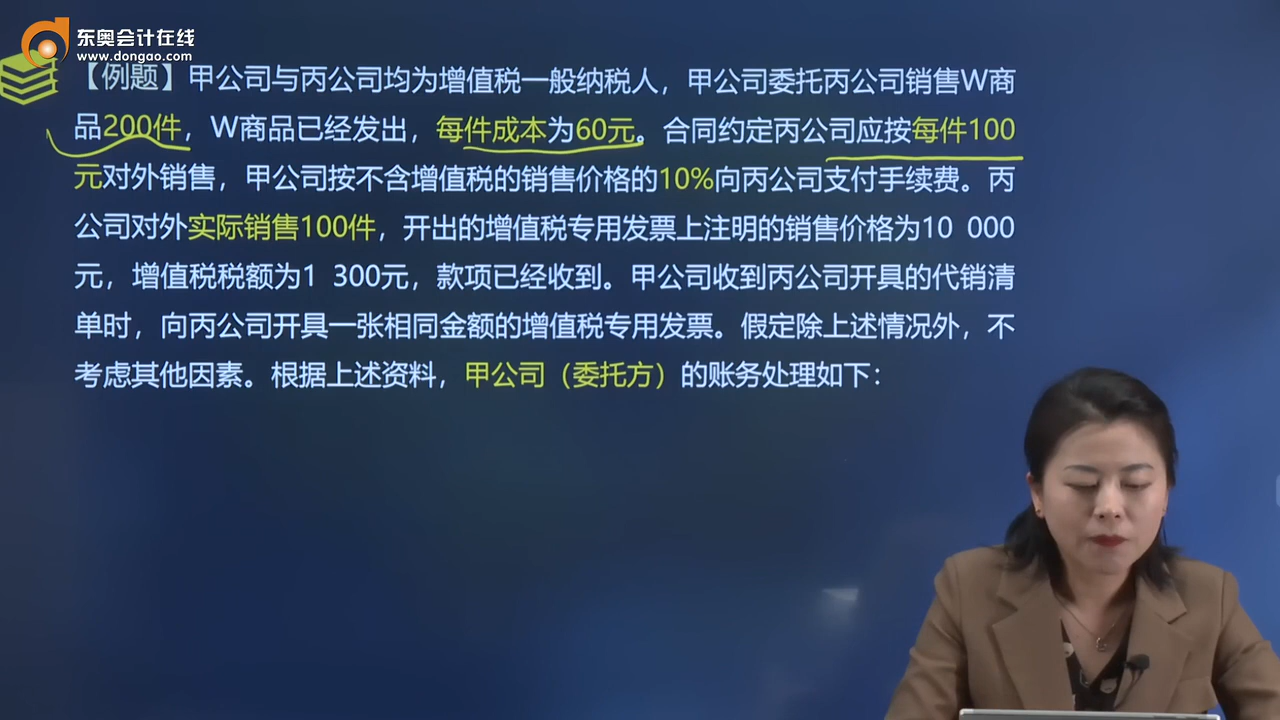 东奥会计在线
www.dongao.com
【例题】甲公司与丙公司均为增值税一般纳税人，甲公司委托丙公司销售W商
品200件，W商品已经发出，每件成本为60元。合同约定丙公司应按每件100
元对外销售，甲公司按不含增值税的销售价格的10%向丙公司支付手续费。丙
公司对外实际销售100件，开出的增值税专用发票上注明的销售价格为10 000
元，增值税税额为1 300元，款项已经收到。甲公司收到丙公司开具的代销清
单时，向丙公司开具一张相同金额的增值税专用发票。假定除上述情况外，不
考虑其他因素。根据上述资料，甲公司（委托方）的账务处理如下：